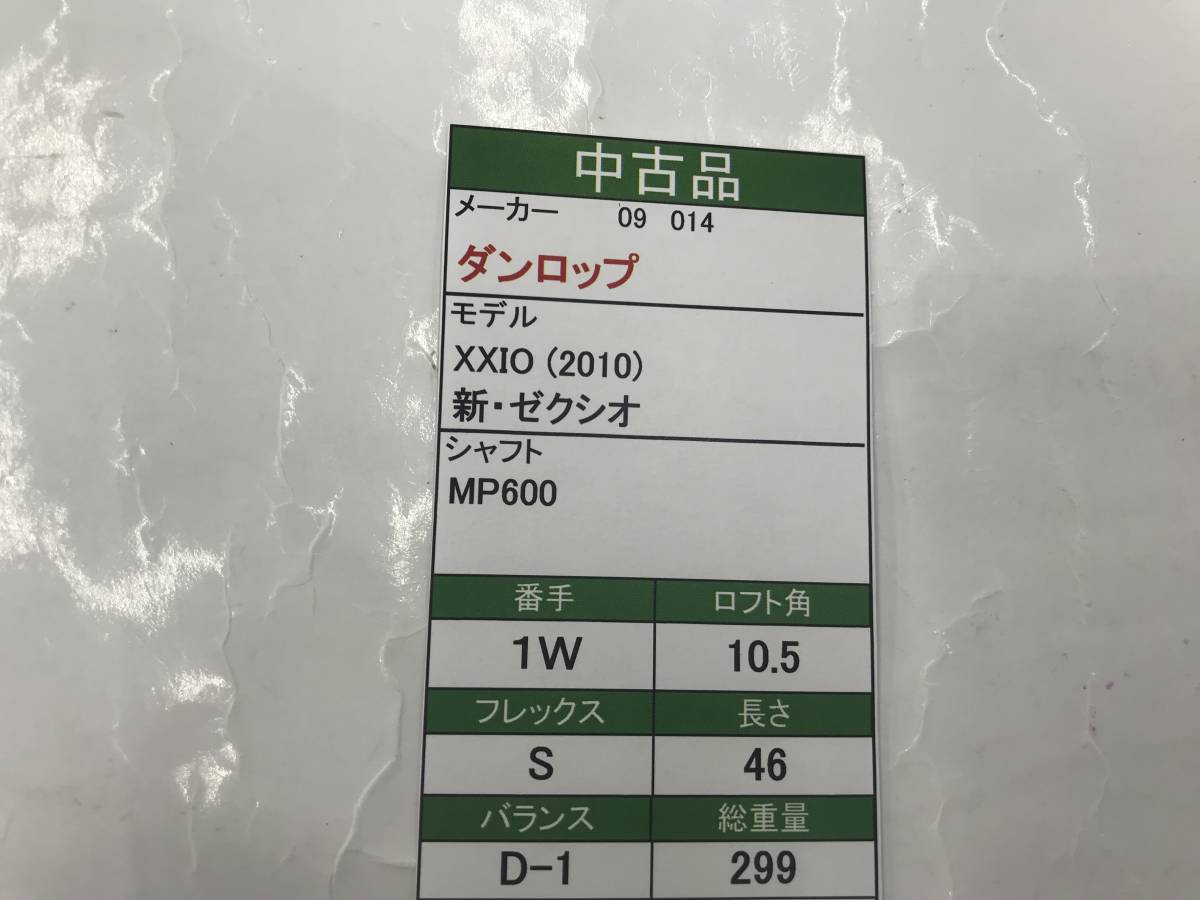 中古品
メーカー 09 014
ダンロップ
モデル
XXIO (2010)
新・ゼクシオ
シャフト
MP600
番手 ロフト角
1W 10.5
フレックス 長さ
S 46
バランス 総重量
D-1 299